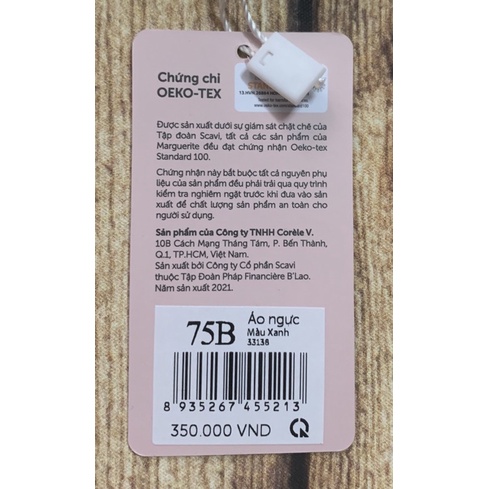 Chứng chỉ
OEKO-TEX
Được sản xuất dưới sự giám sát chặt chẽ của
Tập đoàn Scavi, tất cả các sản phẩm của
Marguerite đều đạt chứng nhận Oeko-tex
Standard 100.
Chứng nhận này bắt buộc tất cả nguyên phụ
liệu của sản phẩm đều phải trải qua quy trình
kiểm tra nghiêm ngặt trước khi đưa vào sản
xuất để chất lượng sản phẩm an toàn cho
người sử dụng.
Sản phẩm của Công ty TNHH Corèle V.
10B Cách Mạng Tháng Tám, P. Bến Thành,
Q.1, TP.HCM, Việt Nam.
Sản xuất bởi Công ty Cổ phần Scavi
thuộc Tập Đoàn Pháp Financière B'Lao.
Năm sản xuất 2021.
75B
Áo ngực
Màu Xanh
33138
8 935267 455213
350.000 VND